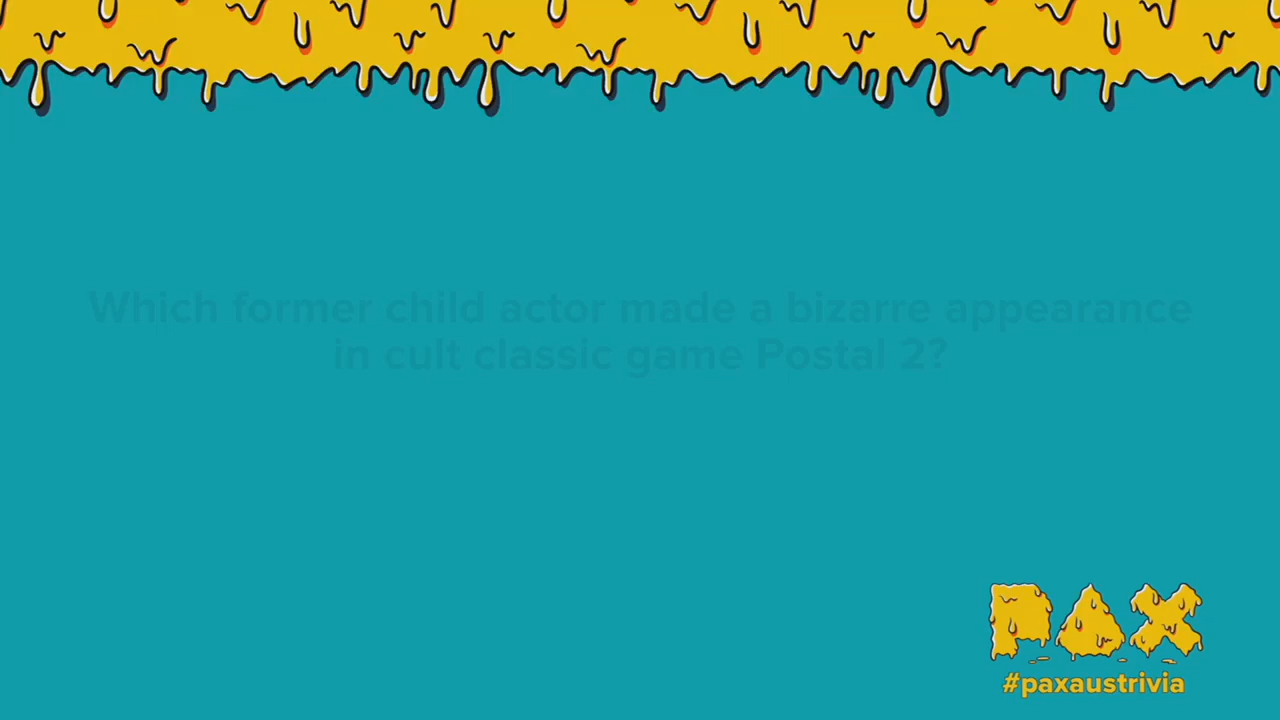 Which former child actor made a bizarre appearance
in cult classic game Postal 2?
PAX
#paxaustrivia